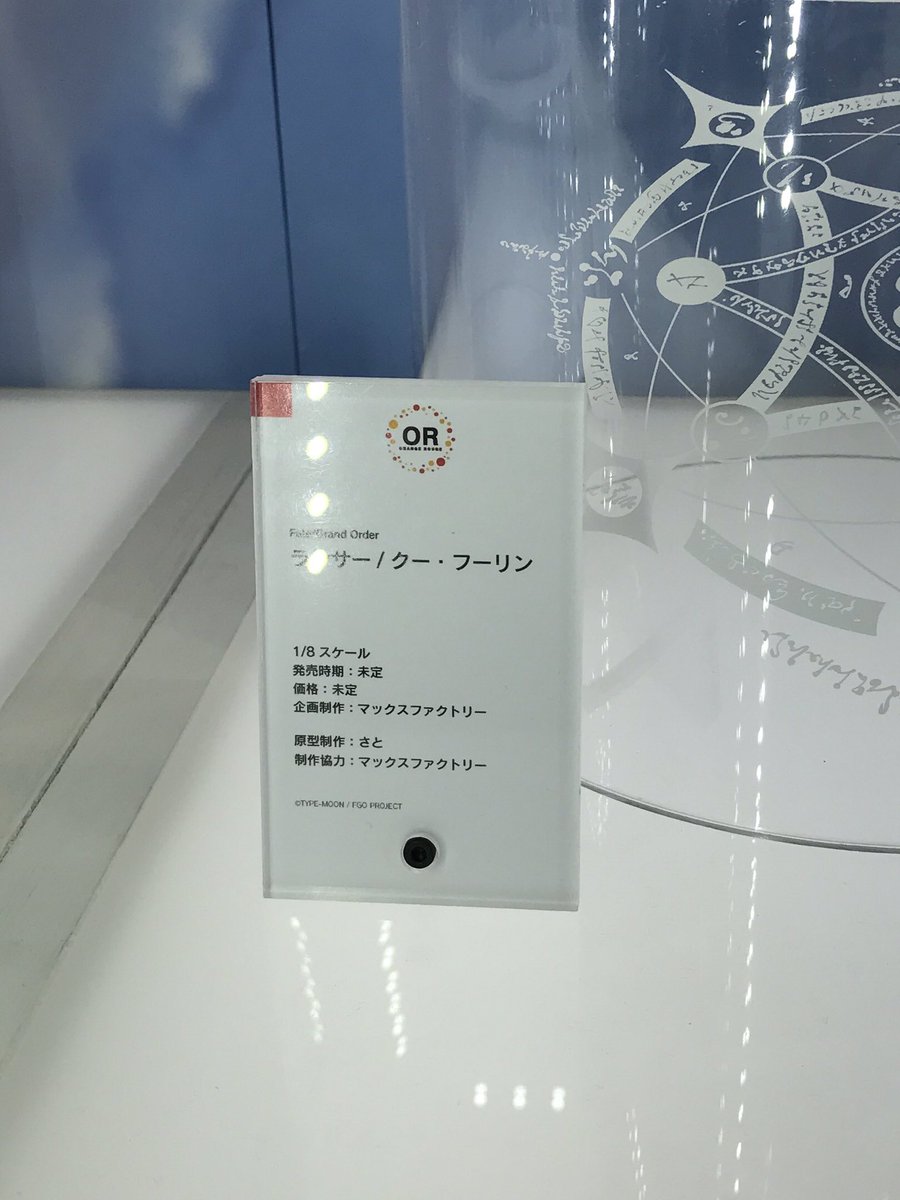 OR
ORANGE ROUGE
Fate/Grand Order
ランサー / クー・フーリン
1/8 スケール
発売時期：未定
価格：未定
企画制作：マックスファクトリー
原型制作：さと
制作協力：マックスファクトリー
©TYPE-MOON / FGO PROJECT